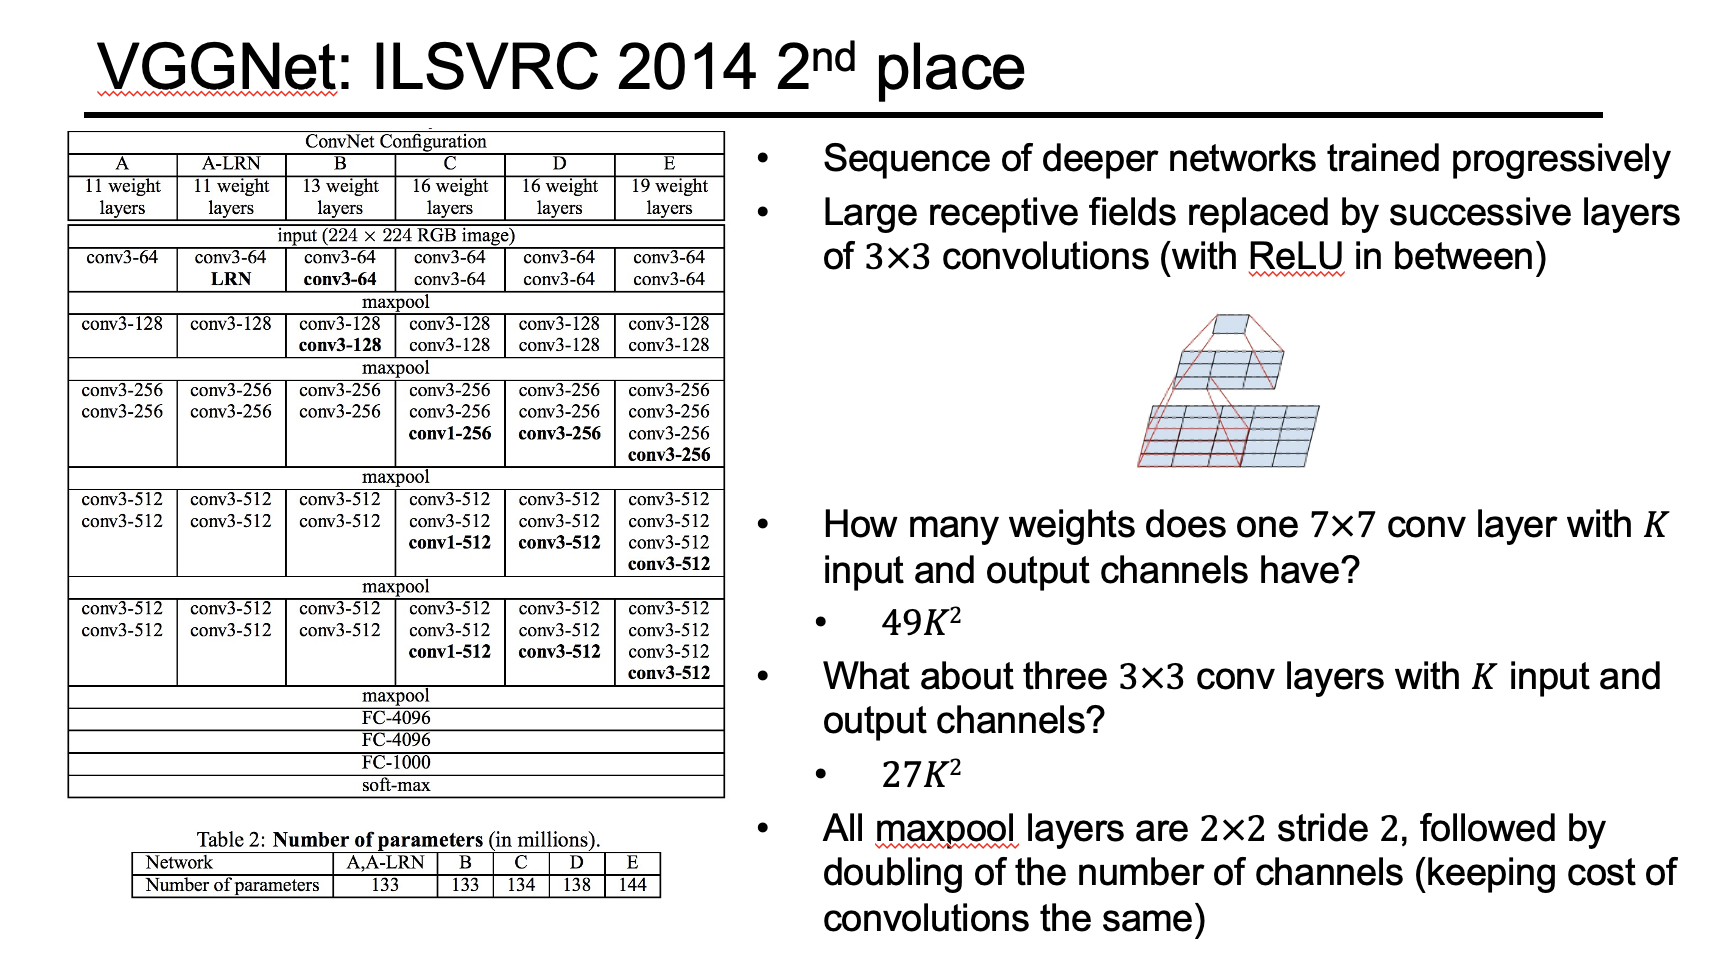 VGGNet: ILSVRC 2014 2nd place
ConvNet Configuration
A A-LRN B C D E
11 weight layers 11 weight layers 13 weight layers 16 weight layers 16 weight layers 19 weight layers
input (224 × 224 RGB image)
conv3-64 conv3-64 conv3-64 conv3-64 conv3-64 conv3-64
LRN conv3-64 conv3-64 conv3-64 conv3-64
maxpool
conv3-128 conv3-128 conv3-128 conv3-128 conv3-128 conv3-128
conv3-128 conv3-128 conv3-128 conv3-128
maxpool
conv3-256 conv3-256 conv3-256 conv3-256 conv3-256 conv3-256
conv3-256 conv3-256 conv3-256 conv3-256 conv3-256 conv3-256
conv1-256 conv3-256 conv3-256
conv3-256
maxpool
conv3-512 conv3-512 conv3-512 conv3-512 conv3-512 conv3-512
conv3-512 conv3-512 conv3-512 conv3-512 conv3-512 conv3-512
conv1-512 conv3-512 conv3-512
conv3-512
maxpool
conv3-512 conv3-512 conv3-512 conv3-512 conv3-512 conv3-512
conv3-512 conv3-512 conv3-512 conv3-512 conv3-512 conv3-512
conv1-512 conv3-512 conv3-512
conv3-512
maxpool
FC-4096
FC-4096
FC-1000
soft-max
Table 2: Number of parameters (in millions).
Network A,A-LRN B C D E
Number of parameters 133 133 134 138 144
• Sequence of deeper networks trained progressively
• Large receptive fields replaced by successive layers
of 3×3 convolutions (with ReLU in between)
• How many weights does one 7×7 conv layer with K
input and output channels have?
• 49K²
• What about three 3×3 conv layers with K input and
output channels?
• 27K²
• All maxpool layers are 2×2 stride 2, followed by
doubling of the number of channels (keeping cost of
convolutions the same)